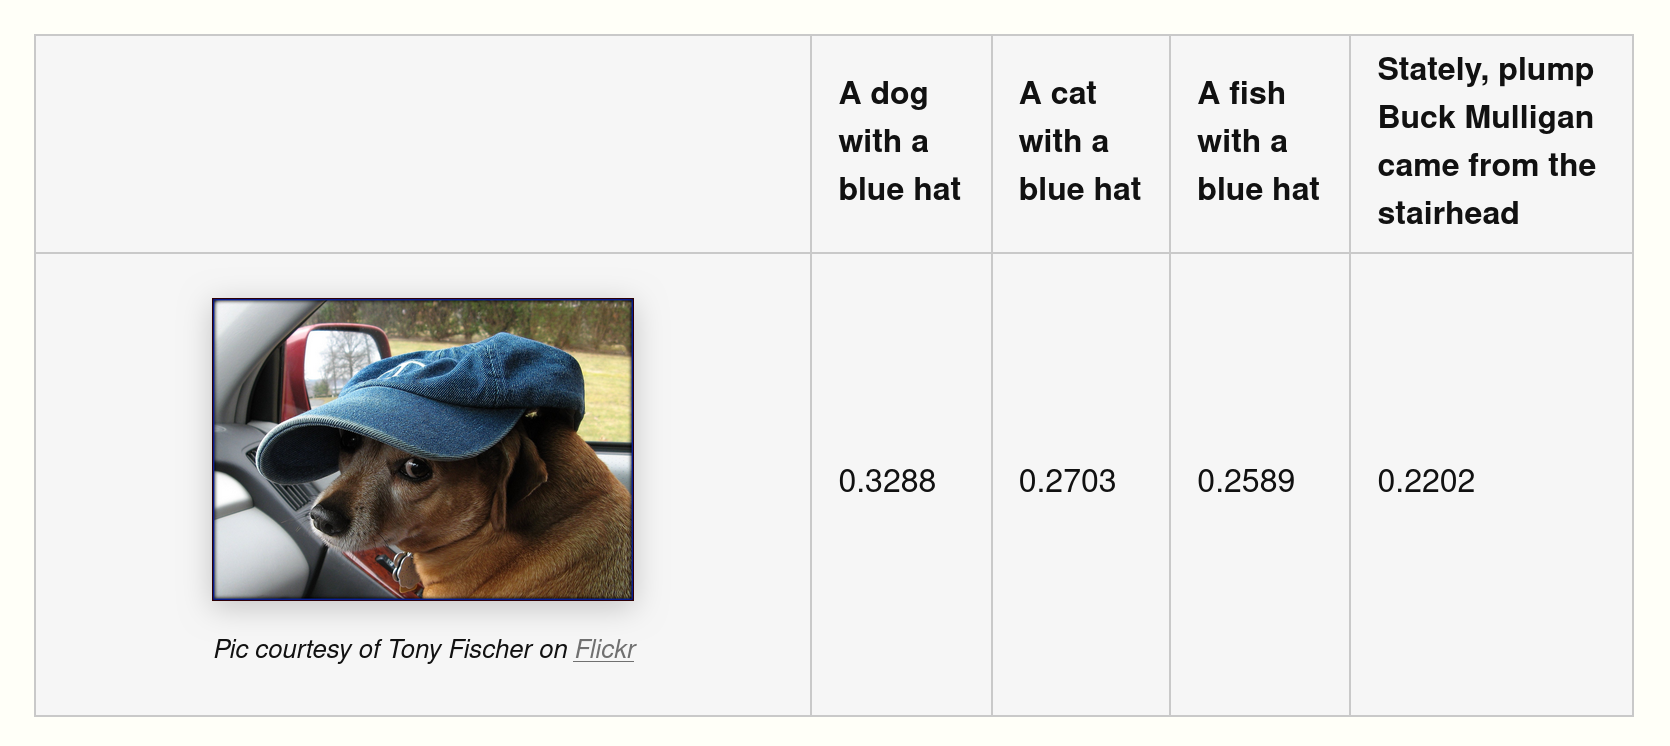 A dog
with a
blue hat
A cat
with a
blue hat
A fish
with a
blue hat
Stately, plump
Buck Mulligan
came from the
stairhead
0.3288
0.2703
0.2589
0.2202
Pic courtesy of Tony Fischer on Flickr